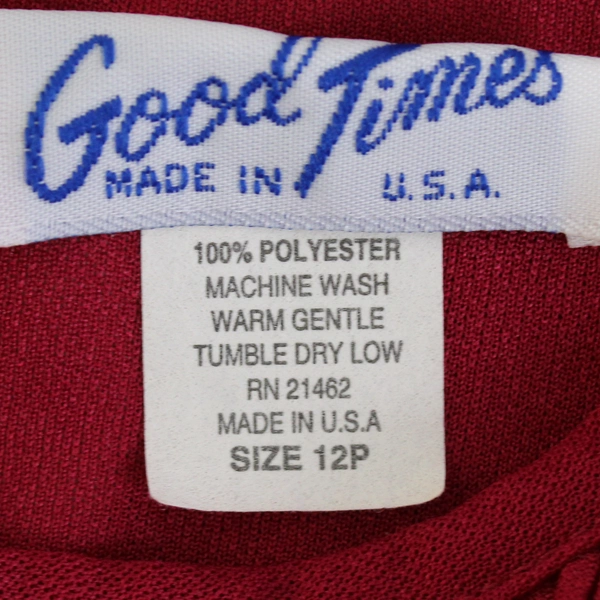 Good Times
MADE IN U.S.A.
100% POLYESTER
MACHINE WASH
WARM GENTLE
TUMBLE DRY LOW
RN 21462
MADE IN U.S.A
SIZE 12P